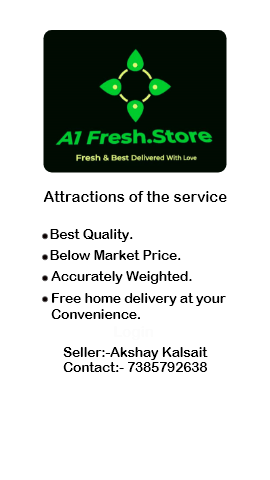 A1 Fresh.Store
Fresh & Best Delivered With Love
Attractions of the service
Best Quality.
Below Market Price.
Accurately Weighted.
Free home delivery at your
Convenience.
Seller:-Akshay Kalsait
Contact:- 7385792638